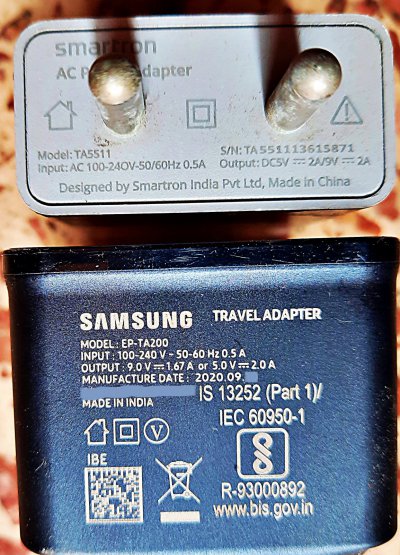 smartron
AC Adapter
Model: TA5511
S/N: TA551113615871
Input: AC 100-240V-50/60Hz 0.5A
Output: DC5V ⎓ 2A/9V ⎓ 2A
Designed by Smartron India Pvt Ltd, Made in China
SAMSUNG TRAVEL ADAPTER
MODEL : EP-TA200
INPUT : 100-240 V ~ 50-60 Hz 0.5 A
OUTPUT : 9.0 V ⎓ 1.67 A or 5.0 V ⎓ 2.0 A
MANUFACTURE DATE : 2020.09.
IS 13252 (Part 1)/
MADE IN INDIA
IEC 60950-1
V
IBE
R-93000892
www.bis.gov.in